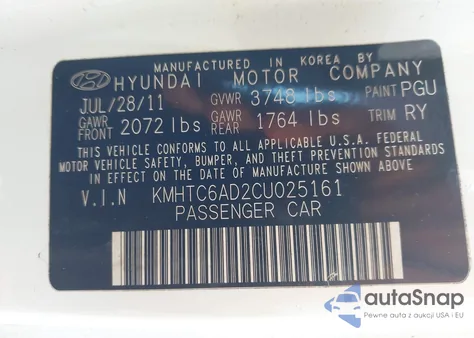 MANUFACTURED IN KOREA BY
HYUNDAI MOTOR COMPANY
JUL/28/11 GVWR 3748 lbs PAINT PGU
GAWR FRONT 2072 lbs GAWR REAR 1764 lbs TRIM RY
THIS VEHICLE CONFORMS TO ALL APPLICABLE U.S.A. FEDERAL
MOTOR VEHICLE SAFETY, BUMPER, AND THEFT PREVENTION
STANDARDS IN EFFECT ON THE DATE OF MANUFACTURE SHOWN ABOVE.
V.I.N KMHTC6AD2CU025161
PASSENGER CAR
autoSnap
Pewne auta z aukcji USA i EU